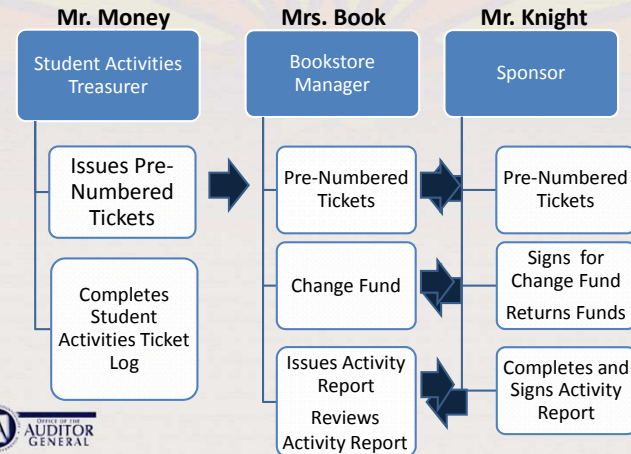 Mr. Money
Mrs. Book
Mr. Knight
Student Activities
Treasurer
Bookstore
Manager
Sponsor
Issues Pre-
Numbered
Tickets
Pre-Numbered
Tickets
Pre-Numbered
Tickets
Completes
Student
Activities Ticket
Log
Change Fund
Signs for
Change Fund
Returns Funds
Issues Activity
Report
Reviews
Activity Report
Completes and
Signs Activity
Report
OFFICE OF THE
AUDITOR
GENERAL